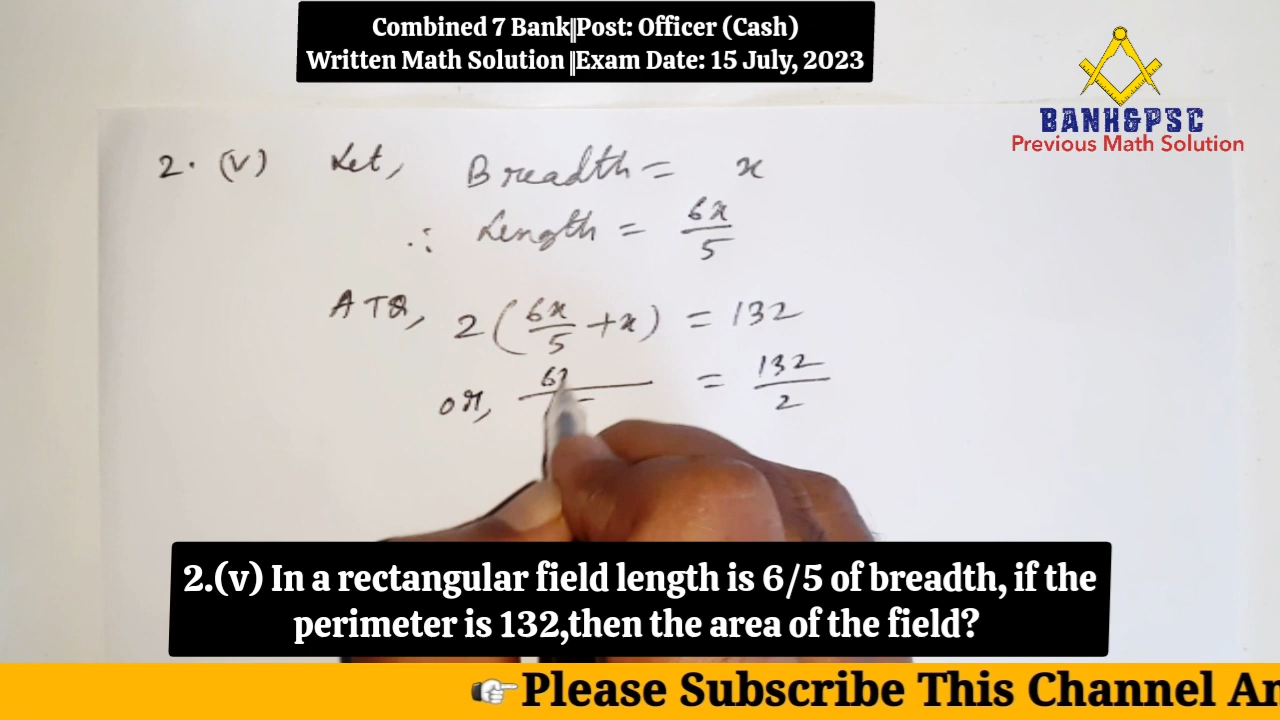 Combined 7 Bank||Post: Officer (Cash)
Written Math Solution ||Exam Date: 15 July, 2023
BANK&PSC
Previous Math Solution
2. (v) Let, Breadth = x
∴ Length = 6x/5
ATQ, 2(6x/5 + x) = 132
or, 6 = 132/2
2.(v) In a rectangular field length is 6/5 of breadth, if the
perimeter is 132,then the area of the field?
Please Subscribe This Channel An